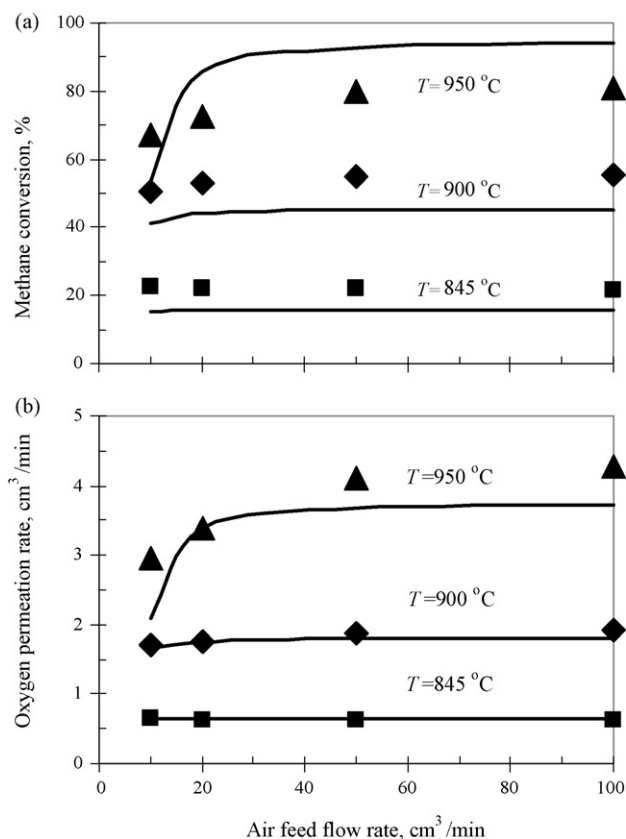 (a)
100
80
60
40
20
0
Methane conversion, %
T= 950 °C
T= 900 °C
T= 845 °C
(b)
5
4
3
2
1
0
Oxygen permeation rate, cm³/min
T=950 °C
T=900 °C
T=845 °C
0 20 40 60 80 100
Air feed flow rate, cm³/min